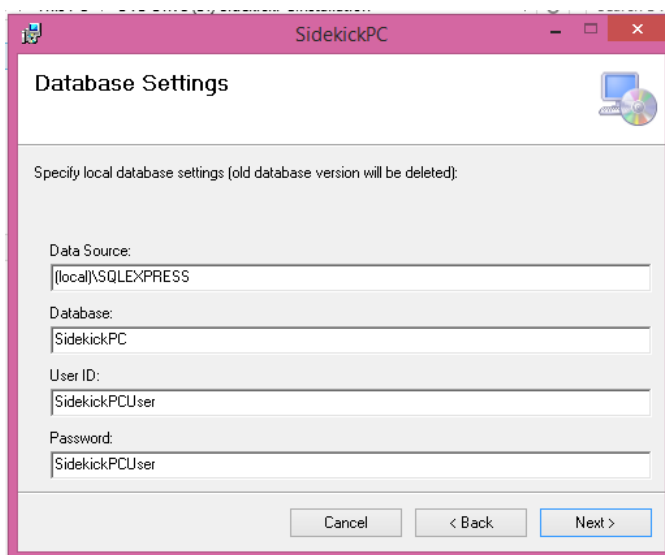 SidekickPC
Database Settings
Specify local database settings (old database version will be deleted):
Data Source:
(local)\SQLEXPRESS
Database:
SidekickPC
User ID:
SidekickPCUser
Password:
SidekickPCUser
Cancel
< Back
Next >